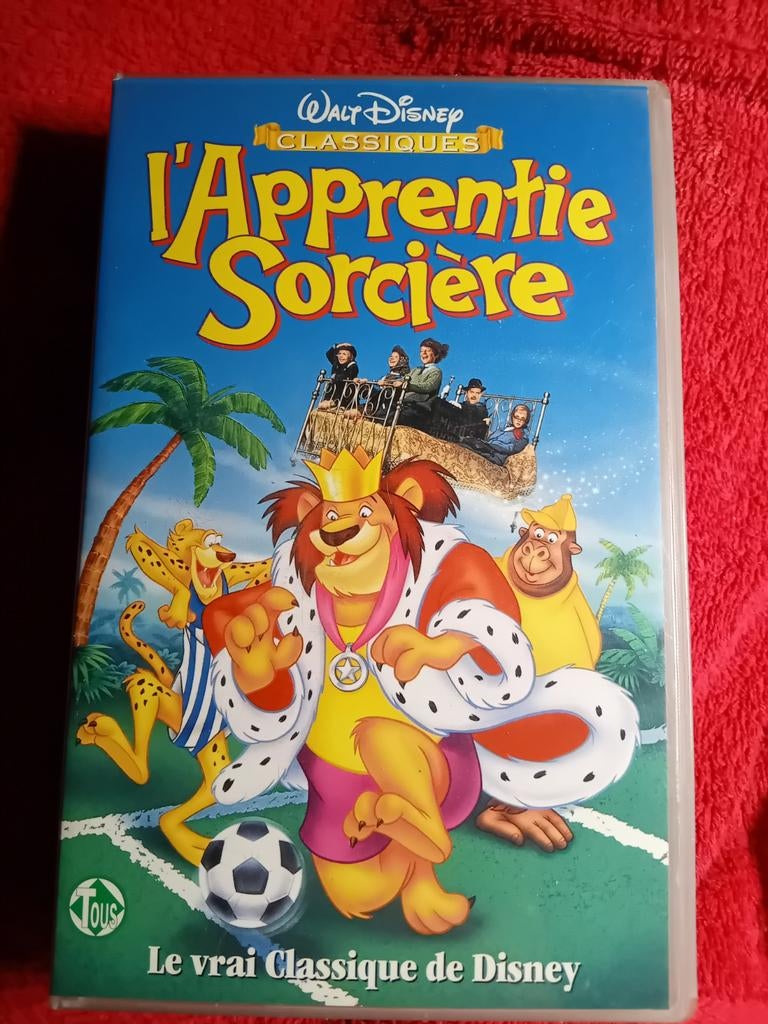 Walt Disney
CLASSIQUES
l'Apprentie
Sorcière
Tous
Le vrai Classique de Disney